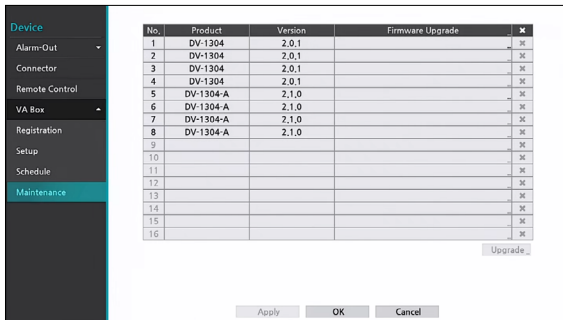 Device
Alarm-Out
Connector
Remote Control
VA Box
Registration
Setup
Schedule
Maintenance
No. Product Version Firmware Upgrade ... ✖
1 DV-1304 2.0.1 ... ✖
2 DV-1304 2.0.1 ... ✖
3 DV-1304 2.0.1 ... ✖
4 DV-1304 2.0.1 ... ✖
5 DV-1304-A 2.1.0 ... ✖
6 DV-1304-A 2.1.0 ... ✖
7 DV-1304-A 2.1.0 ... ✖
8 DV-1304-A 2.1.0 ... ✖
9 ... ✖
10 ... ✖
11 ... ✖
12 ... ✖
13 ... ✖
14 ... ✖
15 ... ✖
16 ... ✖
Upgrade...
Apply OK Cancel